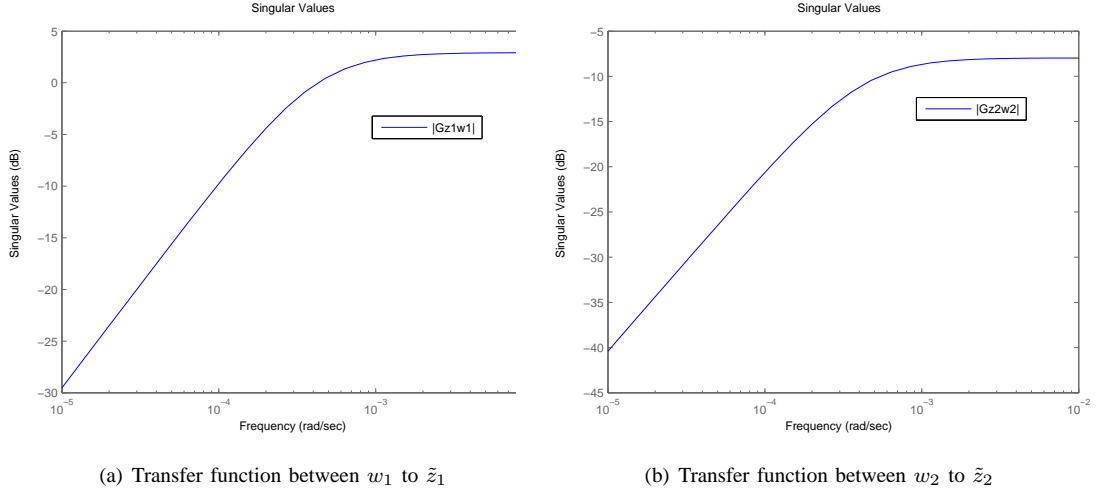 Singular Values
5
0
−5
−10
−15
−20
−25
−30
Singular Values (dB)
10−5
10−4
10−3
Frequency (rad/sec)
|Gz1w1|
(a) Transfer function between w1 to z̃1
Singular Values
−5
−10
−15
−20
−25
−30
−35
−40
−45
Singular Values (dB)
10−5
10−4
10−3
10−2
Frequency (rad/sec)
|Gz2w2|
(b) Transfer function between w2 to z̃2